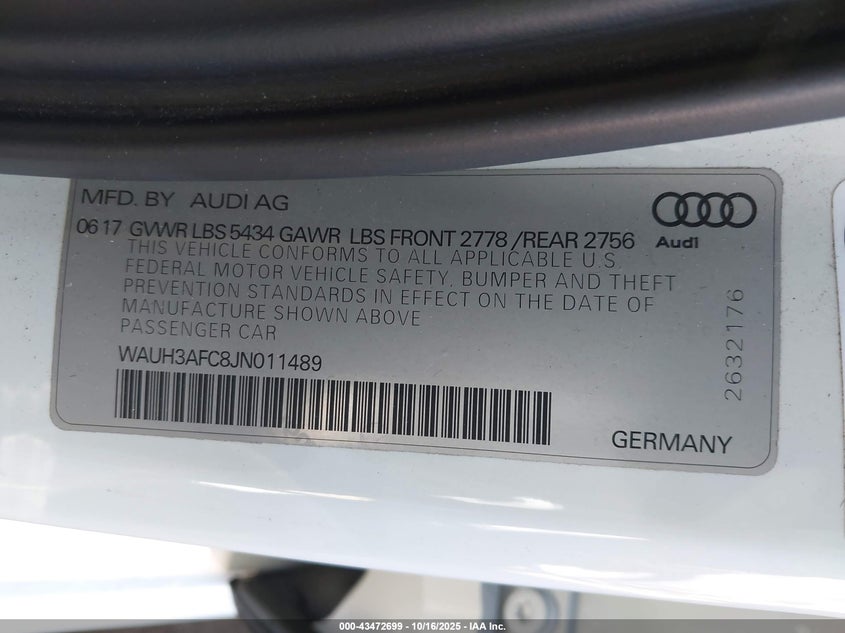 MFD. BY AUDI AG
0617 GVWR LBS 5434 GAWR LBS FRONT 2778 /REAR 2756
THIS VEHICLE CONFORMS TO ALL APPLICABLE U.S.
FEDERAL MOTOR VEHICLE SAFETY, BUMPER AND THEFT
PREVENTION STANDARDS IN EFFECT ON THE DATE OF
MANUFACTURE SHOWN ABOVE
PASSENGER CAR
WAUH3AFC8JN011489
GERMANY
Audi
2632176
000-43472699 | 10/16/2025 | IAA Inc.